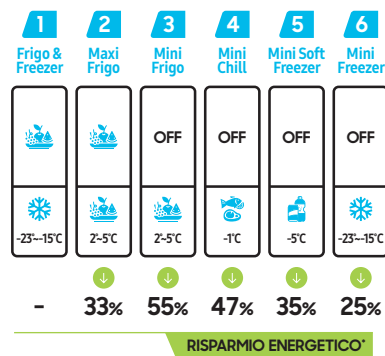 1 2 3 4 5 6
Frigo & Freezer Maxi Frigo Mini Frigo Mini Chill Mini Soft Freezer Mini Freezer
OFF OFF OFF OFF
-23°~-15°C 2°~5°C 2°~5°C -1°C -5°C -23°~-15°C
- 33% 55% 47% 35% 25%
RISPARMIO ENERGETICO*